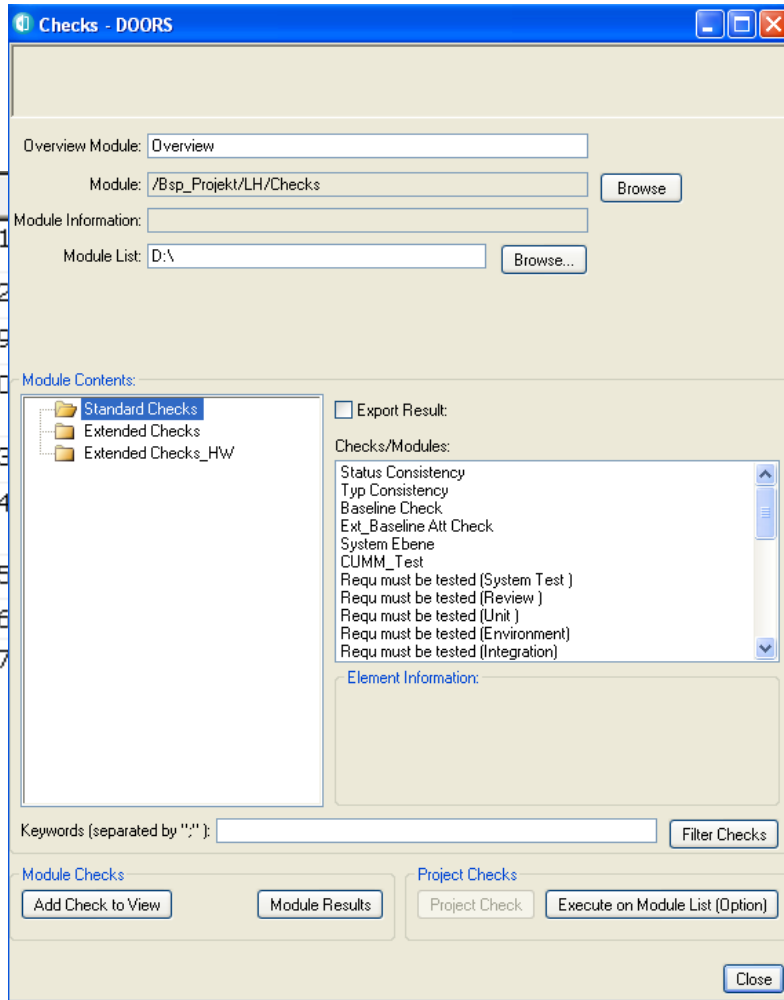 Checks - DOORS
Overview Module: Overview
Module: /Bsp_Projekt/LH/Checks Browse
Module Information:
Module List: D:\ Browse...
Module Contents:
Standard Checks
Extended Checks
Extended Checks_HW
Export Result:
Checks/Modules:
Status Consistency
Typ Consistency
Baseline Check
Ext_Baseline Att Check
System Ebene
CUMM_Test
Requ must be tested (System Test )
Requ must be tested (Review )
Requ must be tested (Unit )
Requ must be tested (Environment)
Requ must be tested (Integration)
Element Information:
Keywords (separated by ";" ): Filter Checks
Module Checks
Add Check to View Module Results
Project Checks
Project Check Execute on Module List (Option)
Close